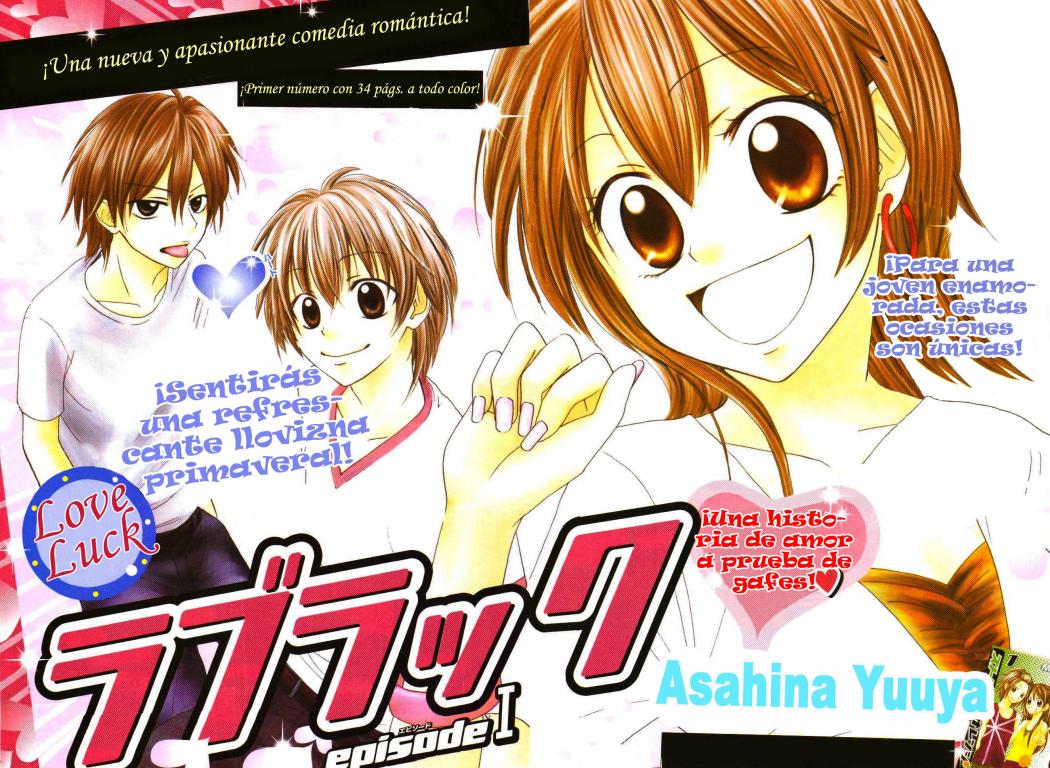 ¡Una nueva y apasionante comedia romántica!
¡Primer número con 34 págs. a todo color!
¡Para una
joven enamo-
rada, estas
ocasiones
son únicas!
¡Sentirás
una refres-
cante llovizna
primaveral!
Love
Luck
¡Una histo-
ria de amor
a prueba de
gafes!♥
ラブラック
エピソード
episode I
Asahina Yuuya